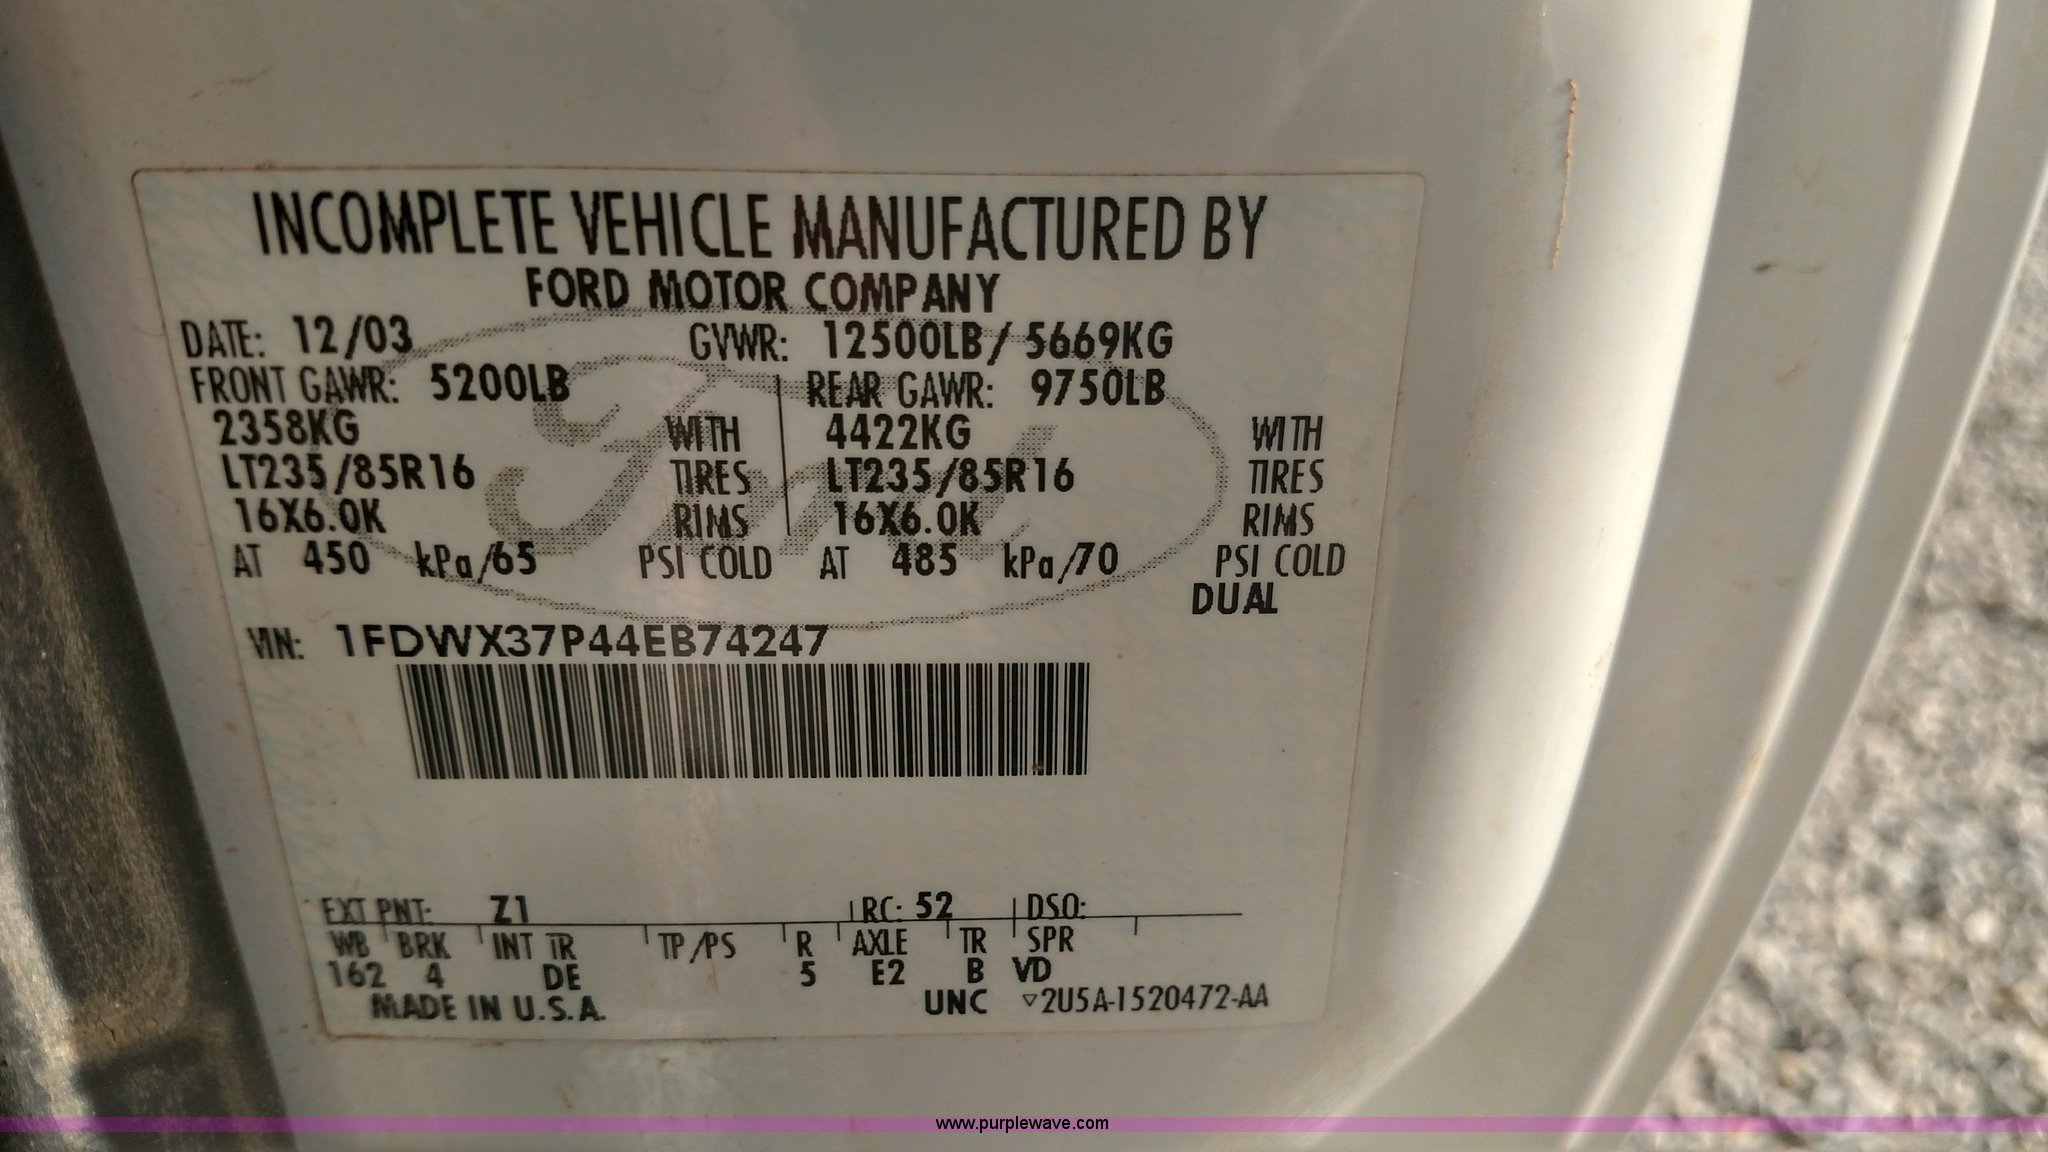 INCOMPLETE VEHICLE MANUFACTURED BY
FORD MOTOR COMPANY
DATE: 12/03 GVWR: 12500LB/ 5669KG
FRONT GAWR: 5200LB REAR GAWR: 9750LB
2358KG WITH 4422KG WITH
LT235/85R16 TIRES LT235/85R16 TIRES
16X6.0K RIMS 16X6.0K RIMS
AT 450 kPa/65 PSI COLD AT 485 kPa/70 PSI COLD
DUAL
Ford
VIN: 1FDWX37P44EB74247
EXT PNT: Z1 RC: 52 DSO:
WB BRK INT TR TP/PS R AXLE TR SPR
162 4 DE 5 E2 B VD
MADE IN U.S.A. UNC ▽2U5A-1520472-AA
www.purplewave.com